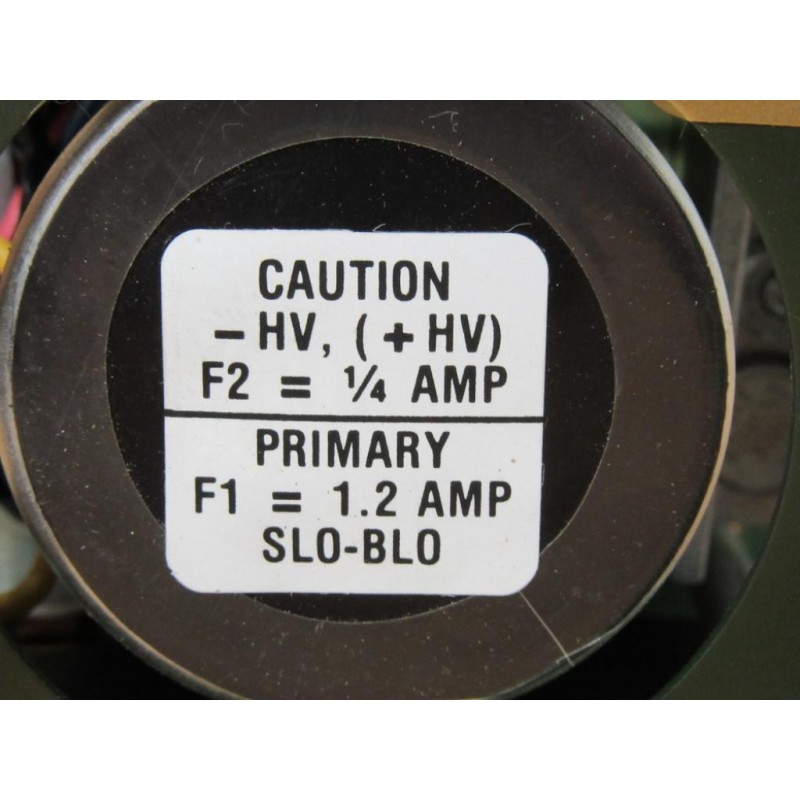 CAUTION
- HV, (+ HV)
F2 = ¼ AMP
PRIMARY
F1 = 1.2 AMP
SLO-BLO